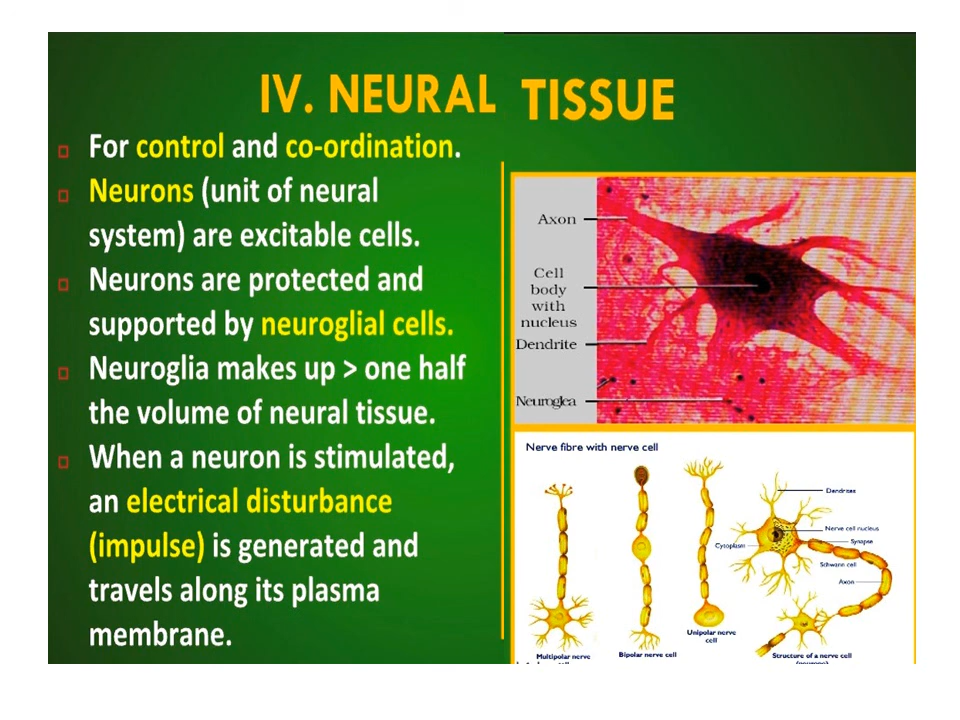 IV. NEURAL TISSUE
For control and co-ordination.
Neurons (unit of neural
system) are excitable cells.
Neurons are protected and
supported by neuroglial cells.
Neuroglia makes up > one half
the volume of neural tissue.
When a neuron is stimulated,
an electrical disturbance
(impulse) is generated and
travels along its plasma
membrane.
Axon
Cell
body
with
nucleus
Dendrite
Neuroglea
Nerve fibre with nerve cell
Multipolar nerve
Bipolar nerve cell
Unipolar nerve
cell
Dendrites
Nerve cell nucleus
Synapse
Cytoplasm
Schwann cell
Axon
Structure of a nerve cell